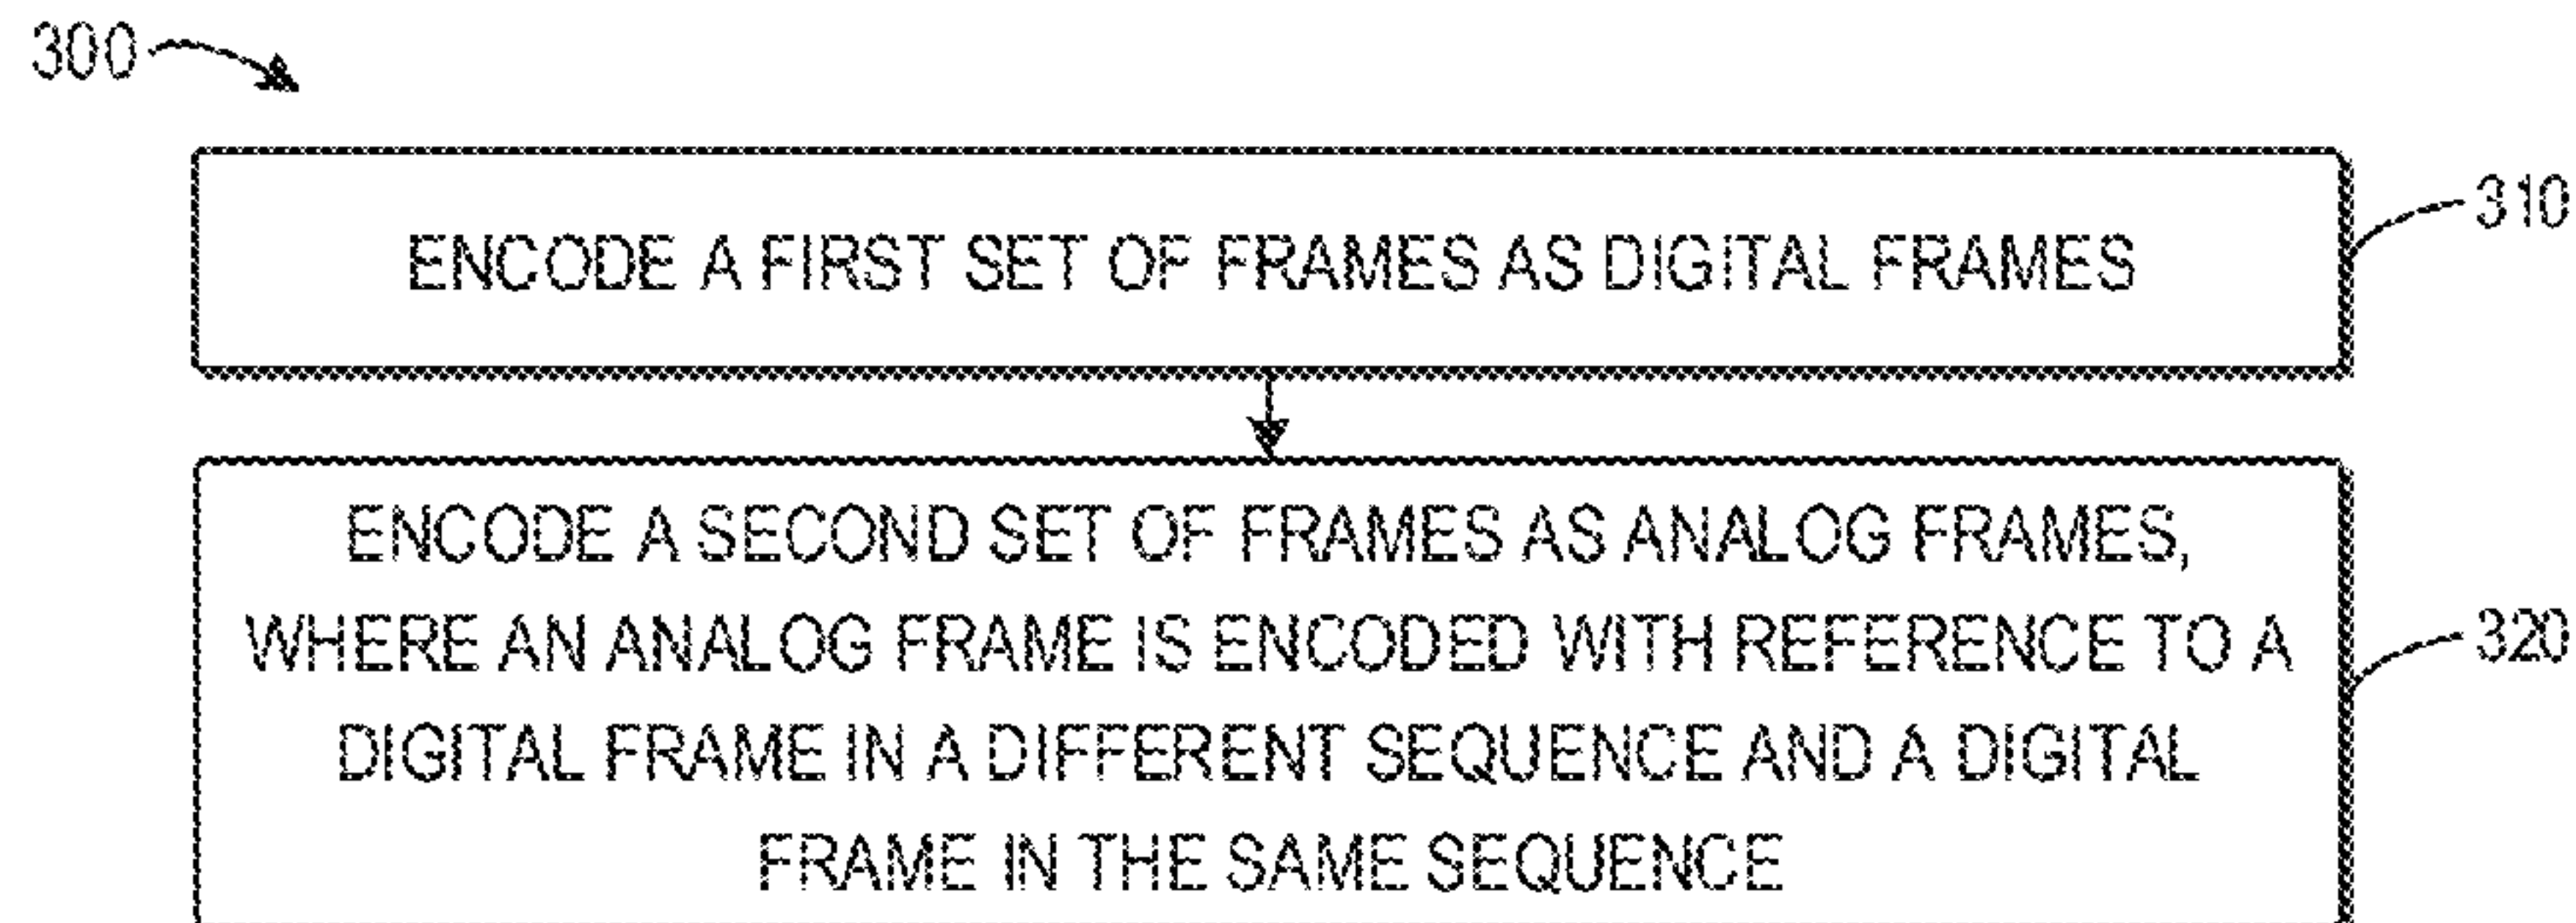 300
ENCODE A FIRST SET OF FRAMES AS DIGITAL FRAMES
310
ENCODE A SECOND SET OF FRAMES AS ANALOG FRAMES,
WHERE AN ANALOG FRAME IS ENCODED WITH REFERENCE TO A
320
DIGITAL FRAME IN A DIFFERENT SEQUENCE AND A DIGITAL
FRAME IN THE SAME SEQUENCE